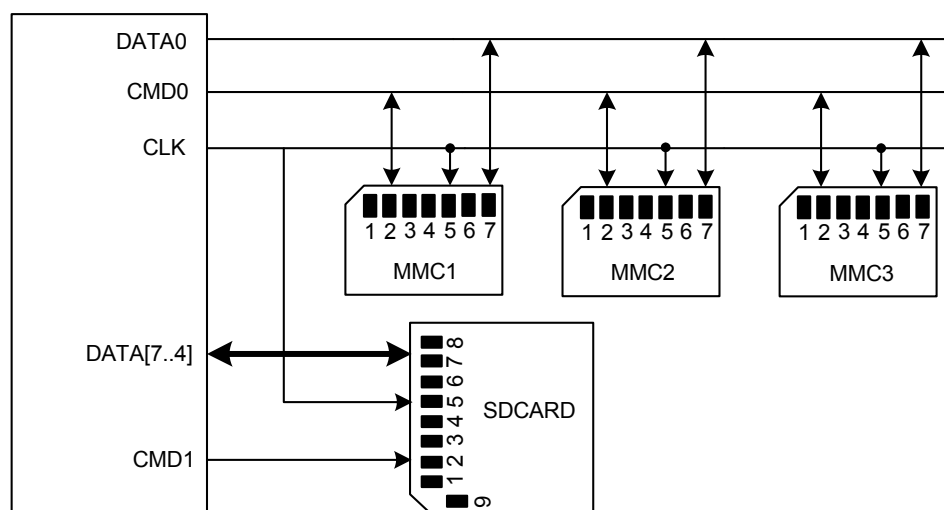 DATA0
CMD0
CLK
1 2 3 4 5 6 7
MMC1
1 2 3 4 5 6 7
MMC2
1 2 3 4 5 6 7
MMC3
DATA[7..4]
CMD1
8
7
6
5
4
3
2
1
9
SDCARD